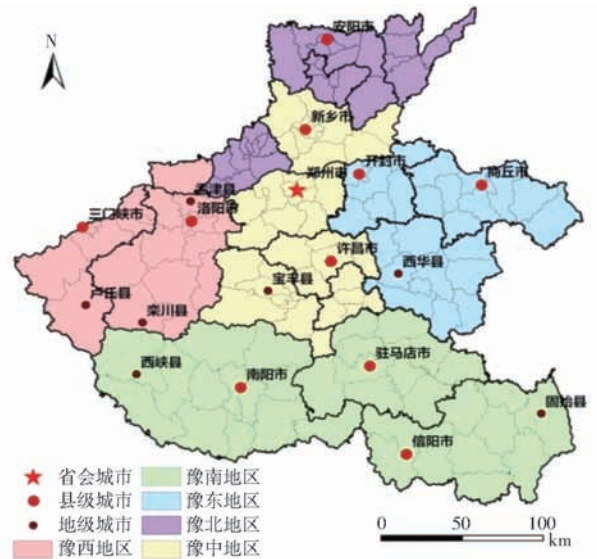 N
安阳市
新乡市
郑州市
开封市
商丘市
孟津县
洛阳市
三门峡市
许昌市
西华县
宝丰县
卢氏县
栾川县
西峡县
南阳市
驻马店市
固始县
信阳市
省会城市
豫南地区
县级城市
豫东地区
地级城市
豫北地区
豫西地区
豫中地区
0 50 100
km